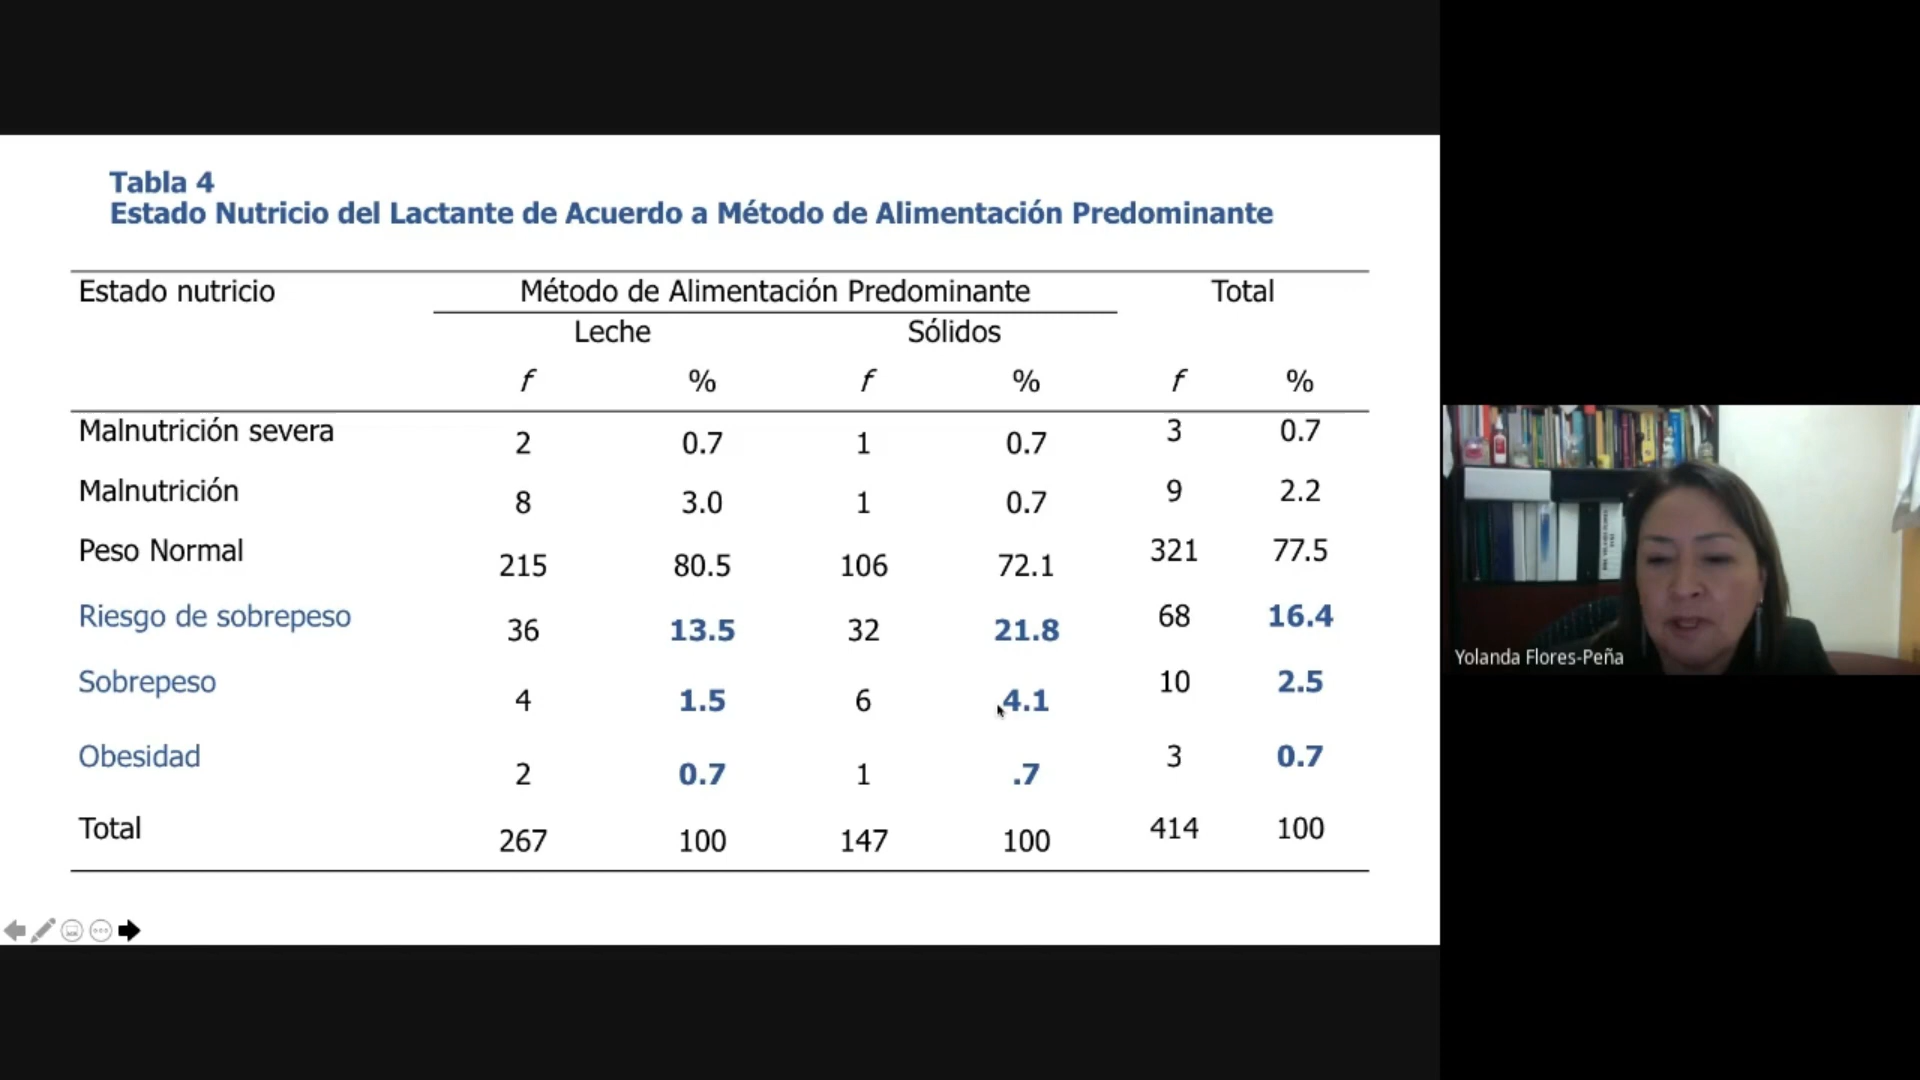 Tabla 4
Estado Nutricio del Lactante de Acuerdo a Método de Alimentación Predominante
Estado nutricio Método de Alimentación Predominante Total
Leche Sólidos
f % f % f %
Malnutrición severa 2 0.7 1 0.7 3 0.7
Malnutrición 8 3.0 1 0.7 9 2.2
Peso Normal 215 80.5 106 72.1 321 77.5
Riesgo de sobrepeso 36 13.5 32 21.8 68 16.4
Sobrepeso 4 1.5 6 4.1 10 2.5
Obesidad 2 0.7 1 .7 3 0.7
Total 267 100 147 100 414 100
Yolanda Flores-Peña